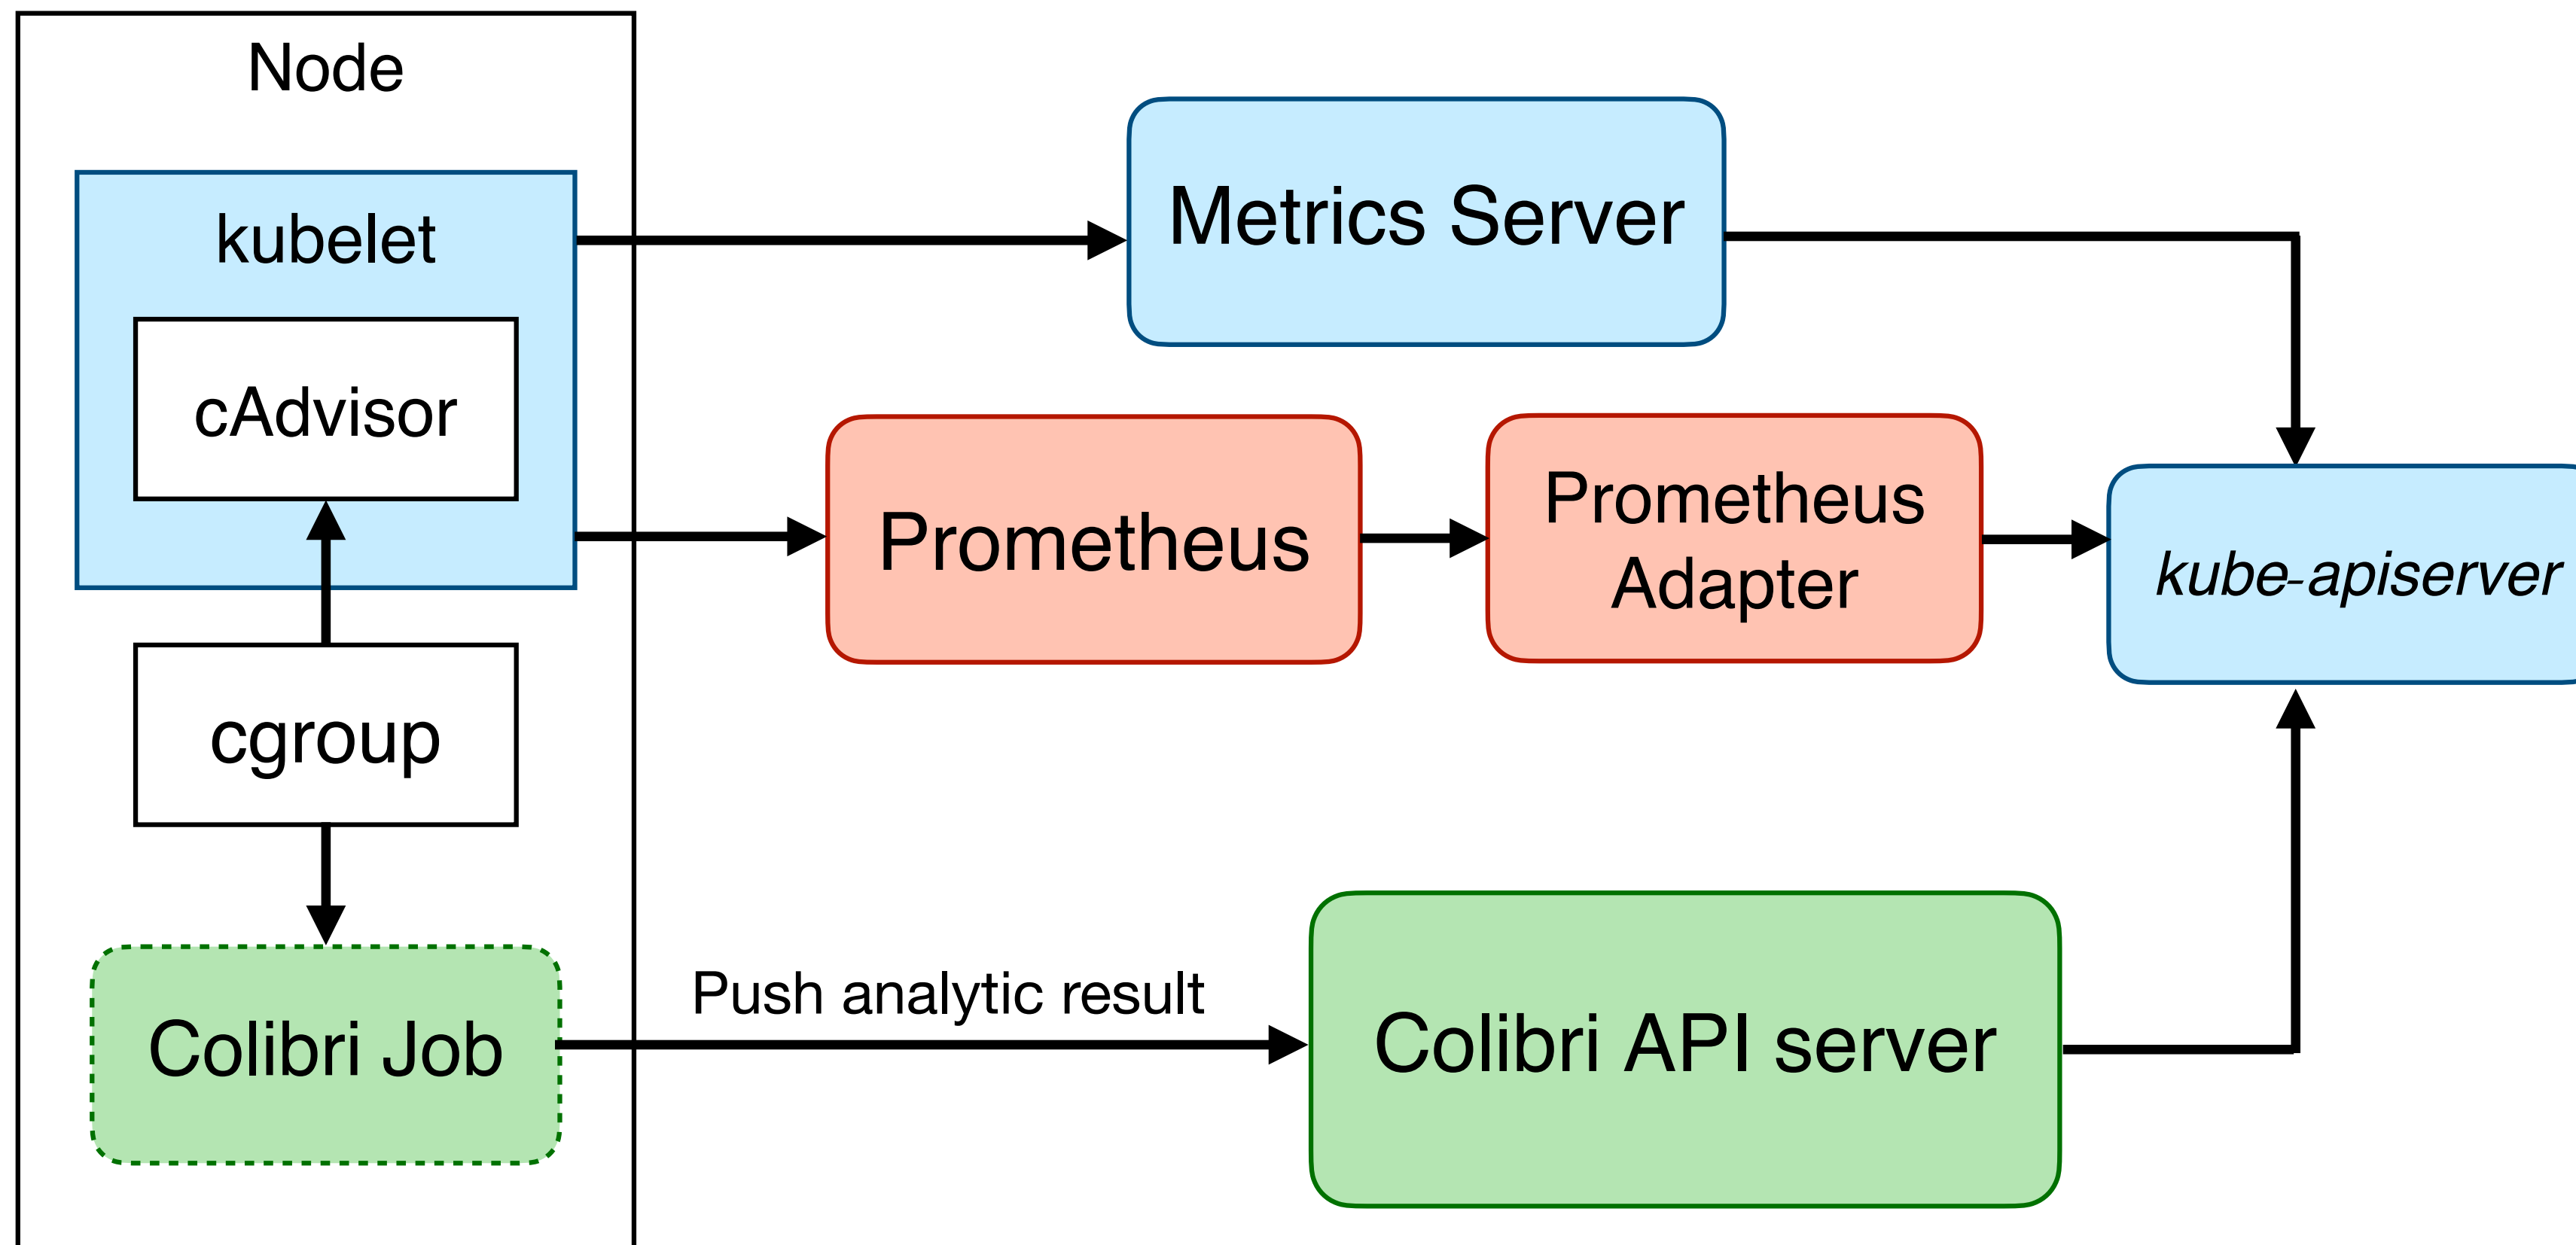 Node
kubelet
cAdvisor
cgroup
Colibri Job
Metrics Server
Prometheus
Prometheus
Adapter
kube-apiserver
Push analytic result
Colibri API server